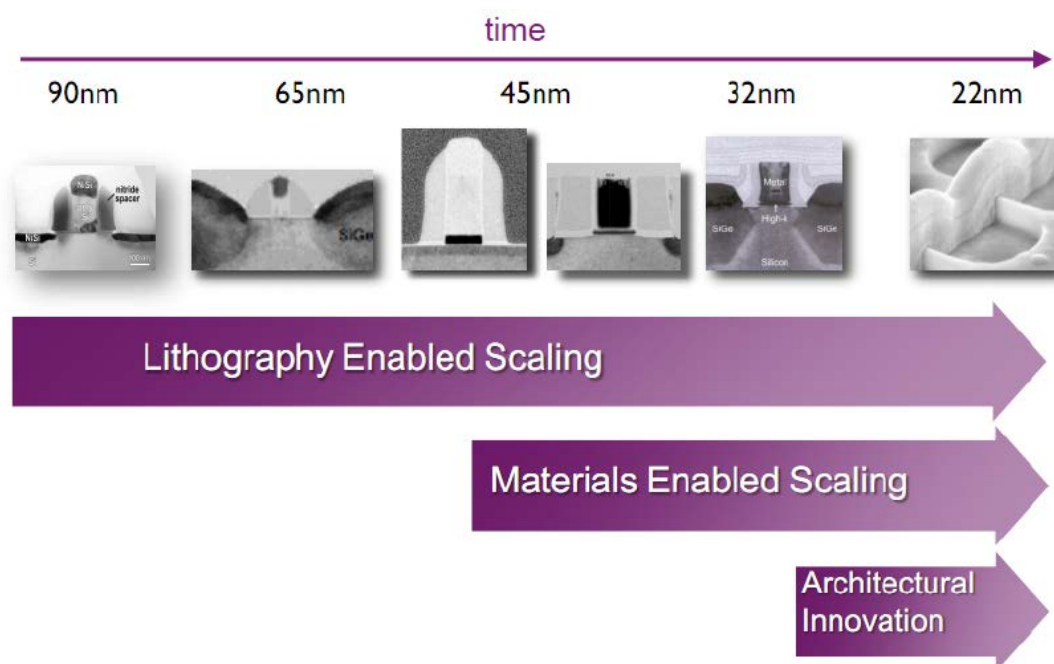 time
90nm
65nm
45nm
32nm
22nm
NiSi
nitride
spacer
NiSi
SiGe
Metal
High-k
SiGe
SiGe
Silicon
Lithography Enabled Scaling
Materials Enabled Scaling
Architectural
Innovation